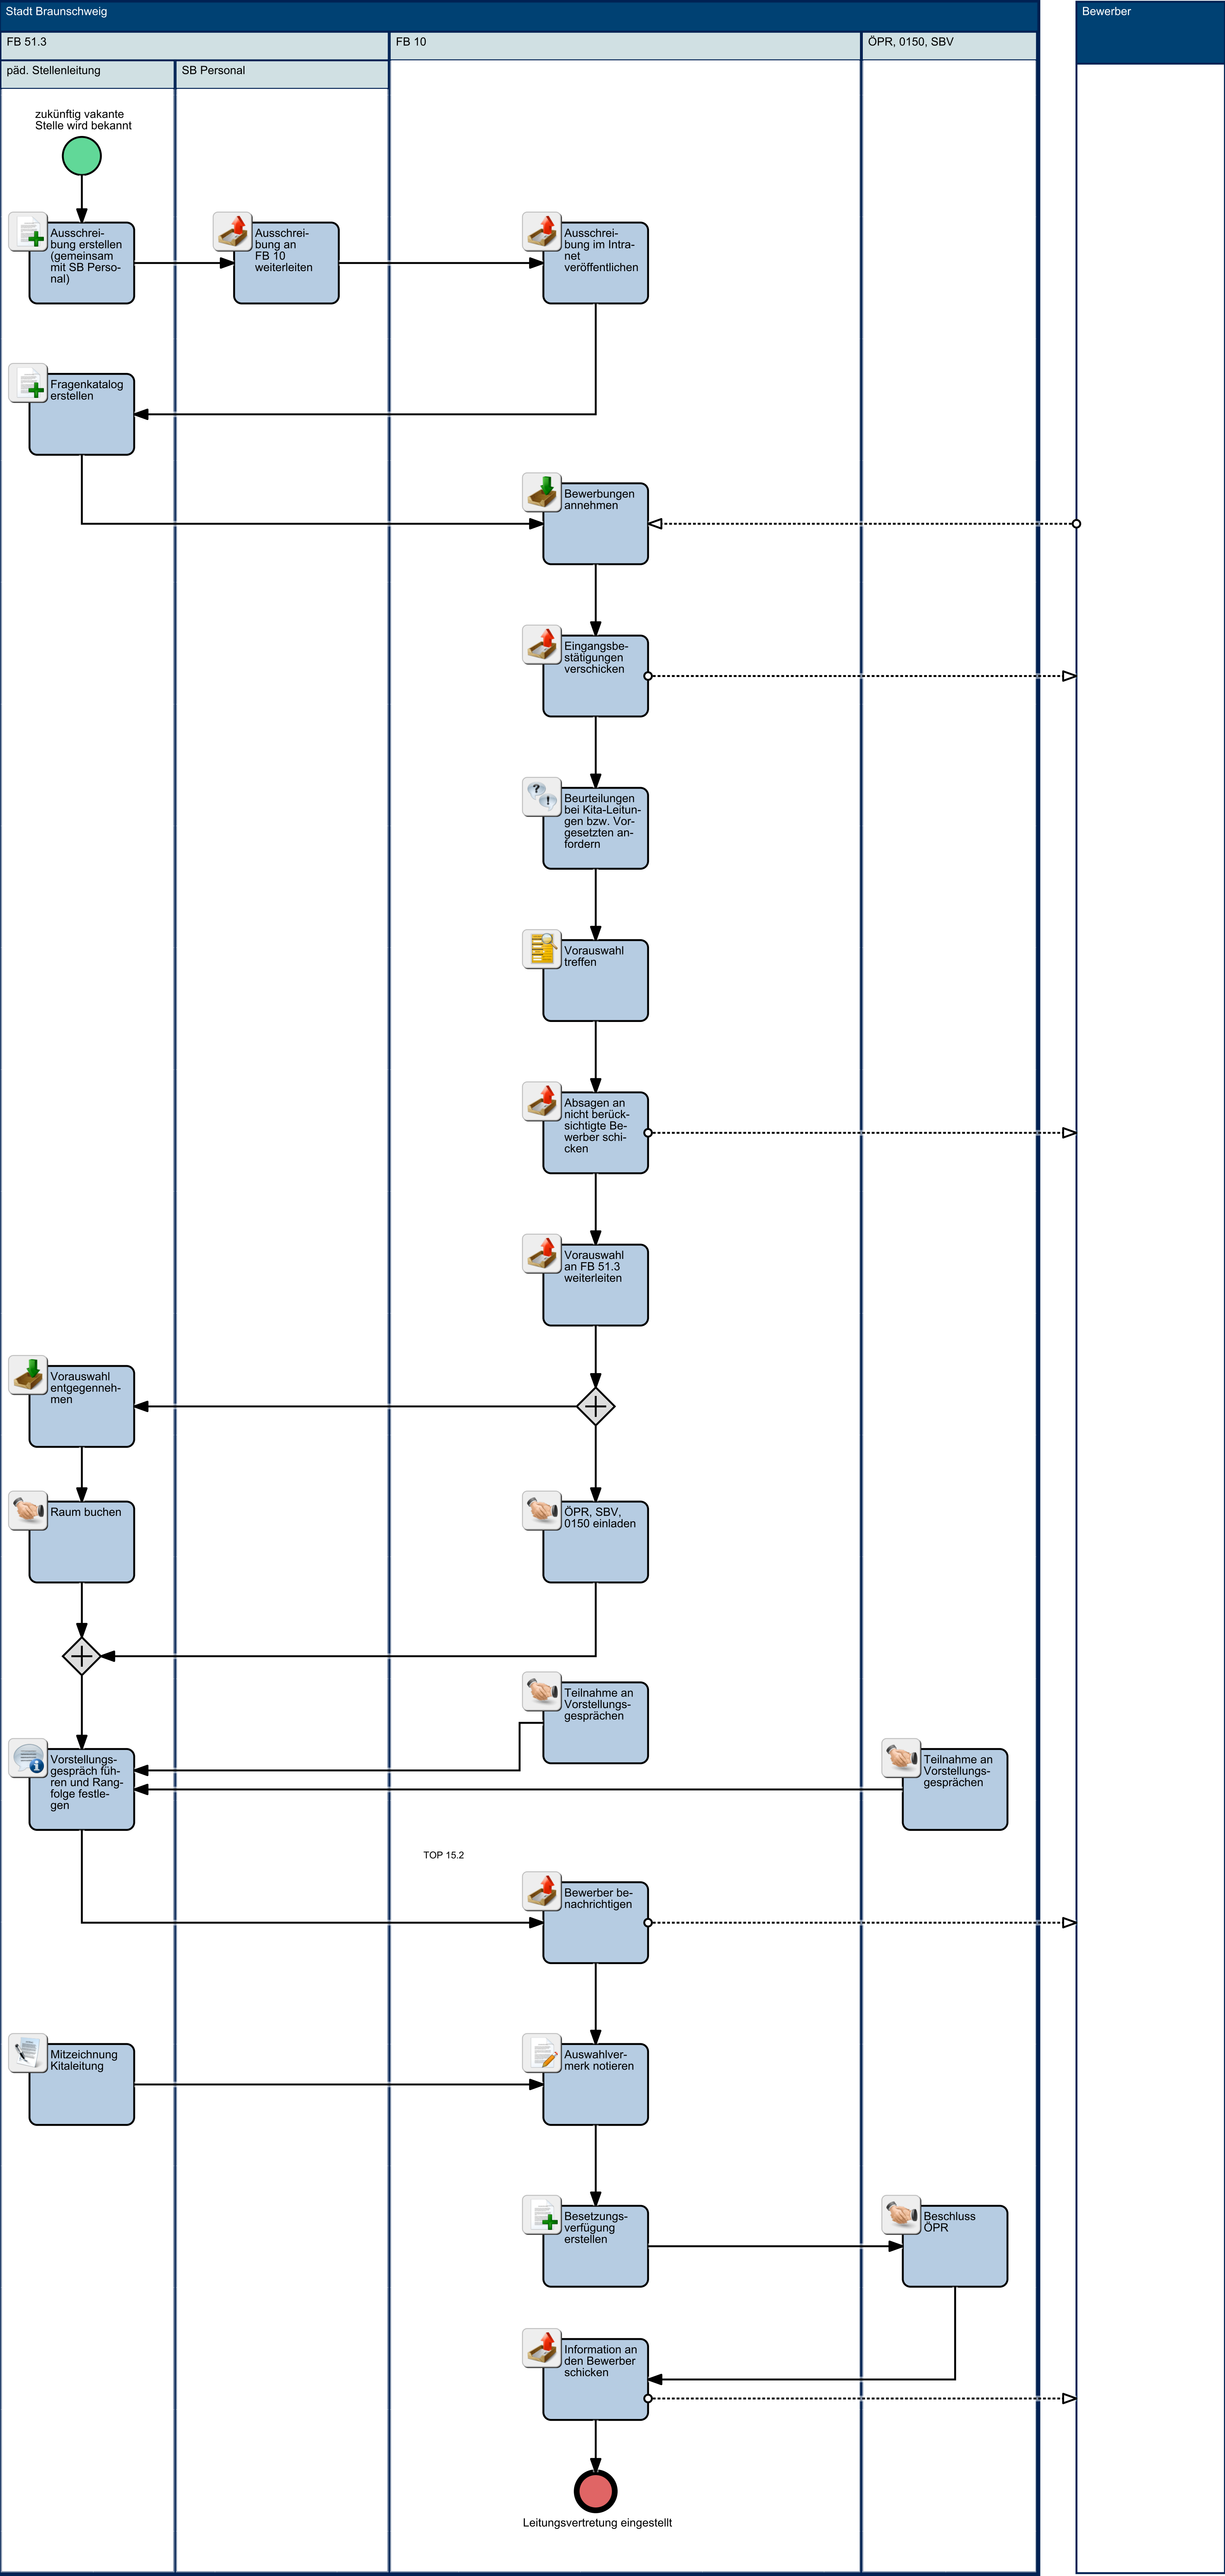 Stadt Braunschweig
Bewerber
FB 51.3
FB 10
ÖPR, 0150, SBV
päd. Stellenleitung
SB Personal
zukünftig vakante
Stelle wird bekannt
Ausschrei-
bung erstellen
(gemeinsam
mit SB Perso-
nal)
Ausschrei-
bung an
FB 10
weiterleiten
Ausschrei-
bung im Intra-
net
veröffentlichen
Fragenkatalog
erstellen
Bewerbungen
annehmen
Eingangsbe-
stätigungen
verschicken
Beurteilungen
bei Kita-Leitun-
gen bzw. Vor-
gesetzten an-
fordern
Vorauswahl
treffen
Absagen an
nicht berück-
sichtigte Be-
werber schi-
cken
Vorauswahl
an FB 51.3
weiterleiten
Vorauswahl
entgegenneh-
men
Raum buchen
ÖPR, SBV,
0150 einladen
Teilnahme an
Vorstellungs-
gesprächen
Vorstellungs-
gespräch füh-
ren und Rang-
folge festle-
gen
Teilnahme an
Vorstellungs-
gesprächen
TOP 15.2
Bewerber be-
nachrichtigen
Mitzeichnung
Kitaleitung
Auswahlver-
merk notieren
Besetzungs-
verfügung
erstellen
Beschluss
ÖPR
Information an
den Bewerber
schicken
Leitungsvertretung eingestellt